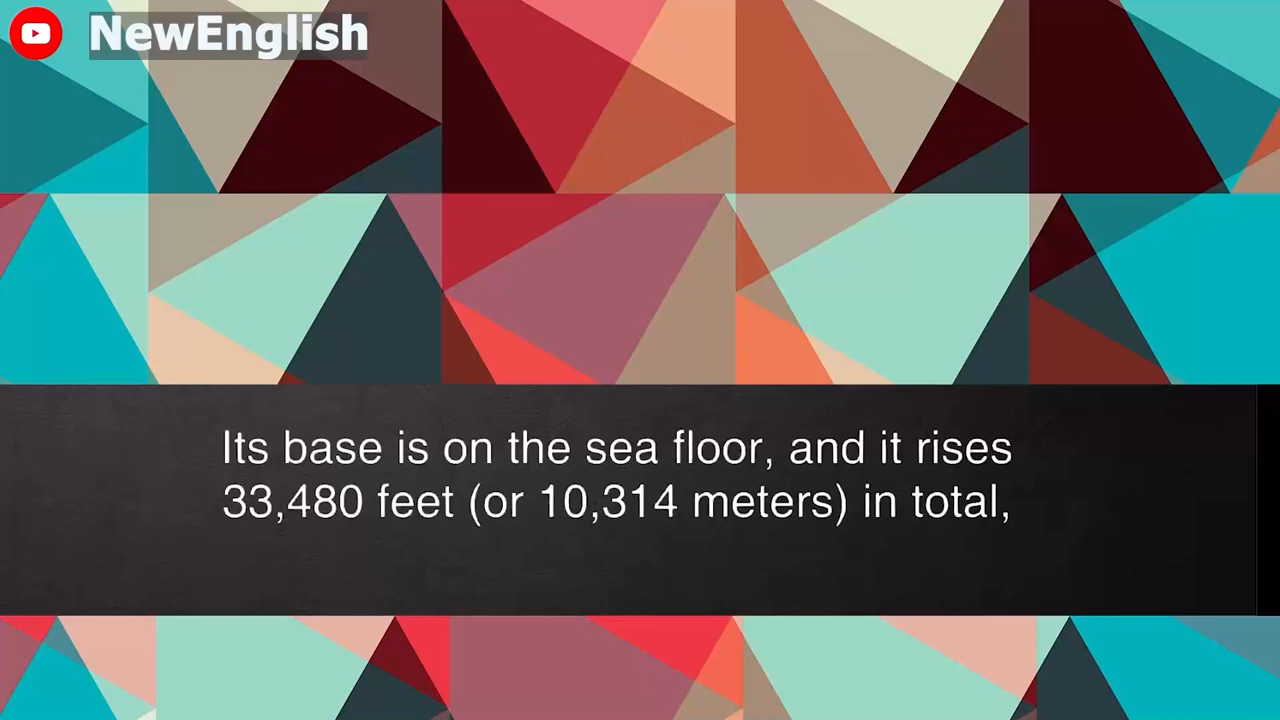 NewEnglish
Its base is on the sea floor, and it rises
33,480 feet (or 10,314 meters) in total,